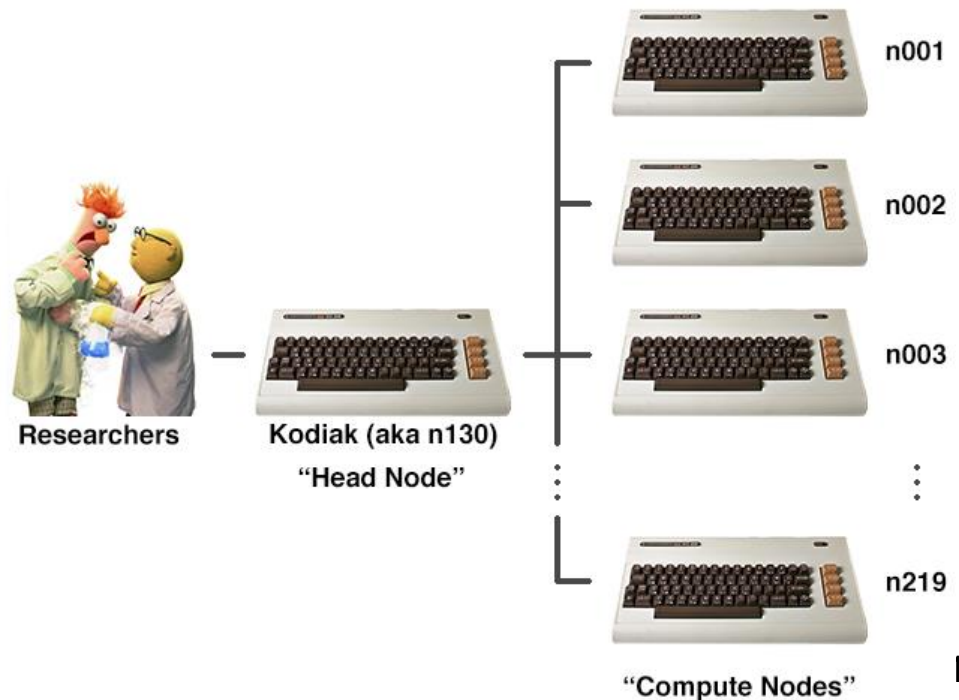 n001
n002
n003
Researchers
Kodiak (aka n130)
“Head Node”
n219
“Compute Nodes”